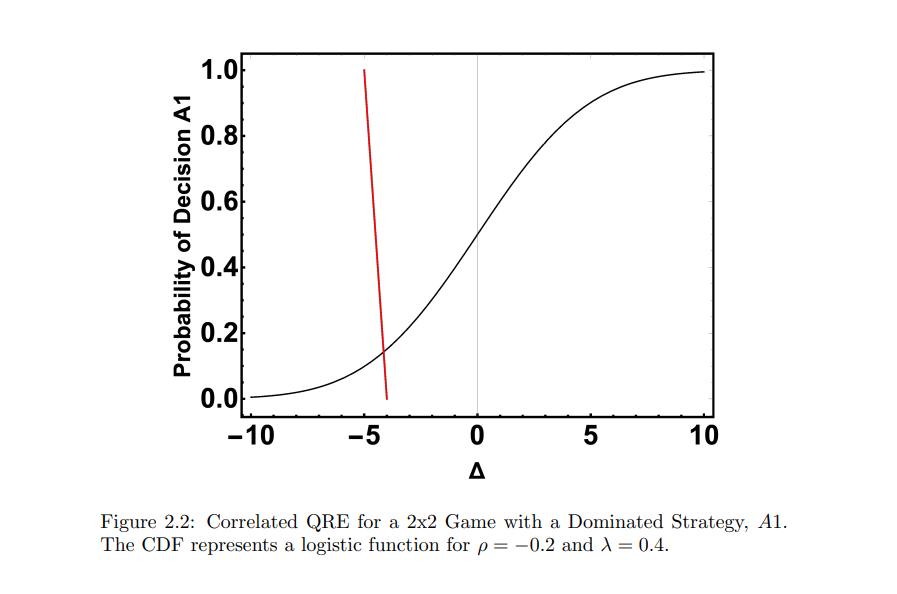 1.0
0.8
0.6
0.4
0.2
0.0
Probability of Decision A1
−10
−5
0
5
10
Δ
Figure 2.2: Correlated QRE for a 2x2 Game with a Dominated Strategy, A1.
The CDF represents a logistic function for ρ = −0.2 and λ = 0.4.